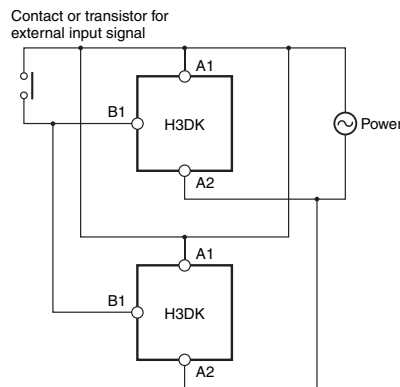 Contact or transistor for
external input signal
A1
B1
H3DK
Power
A2
A1
B1
H3DK
A2